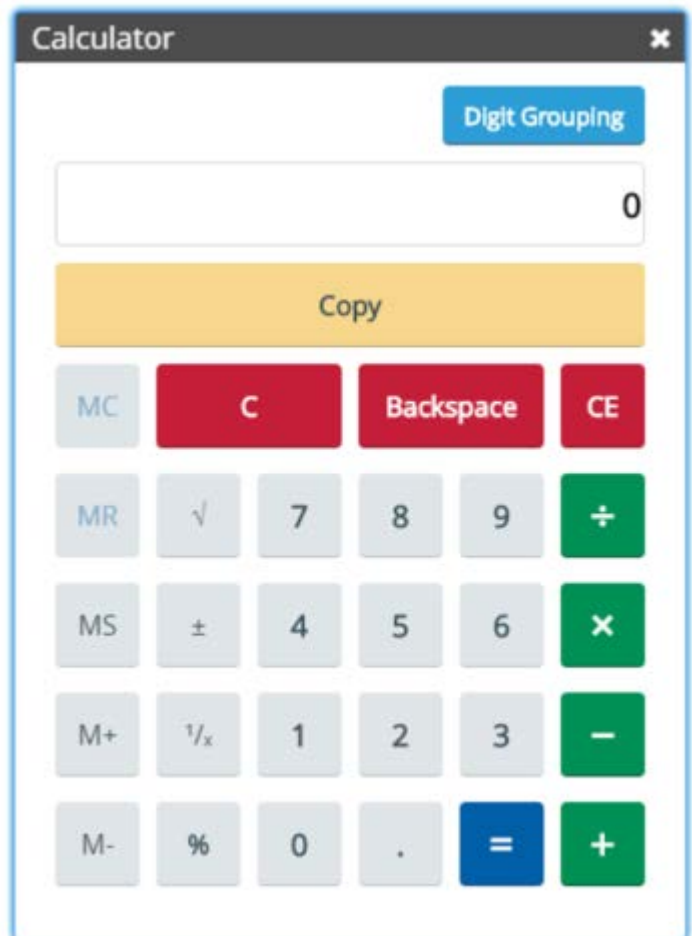 Calculator ×
Digit Grouping
0
Copy
MC C Backspace CE
MR √ 7 8 9 ÷
MS ± 4 5 6 ×
M+ ¹/ₓ 1 2 3 −
M- % 0 . = +